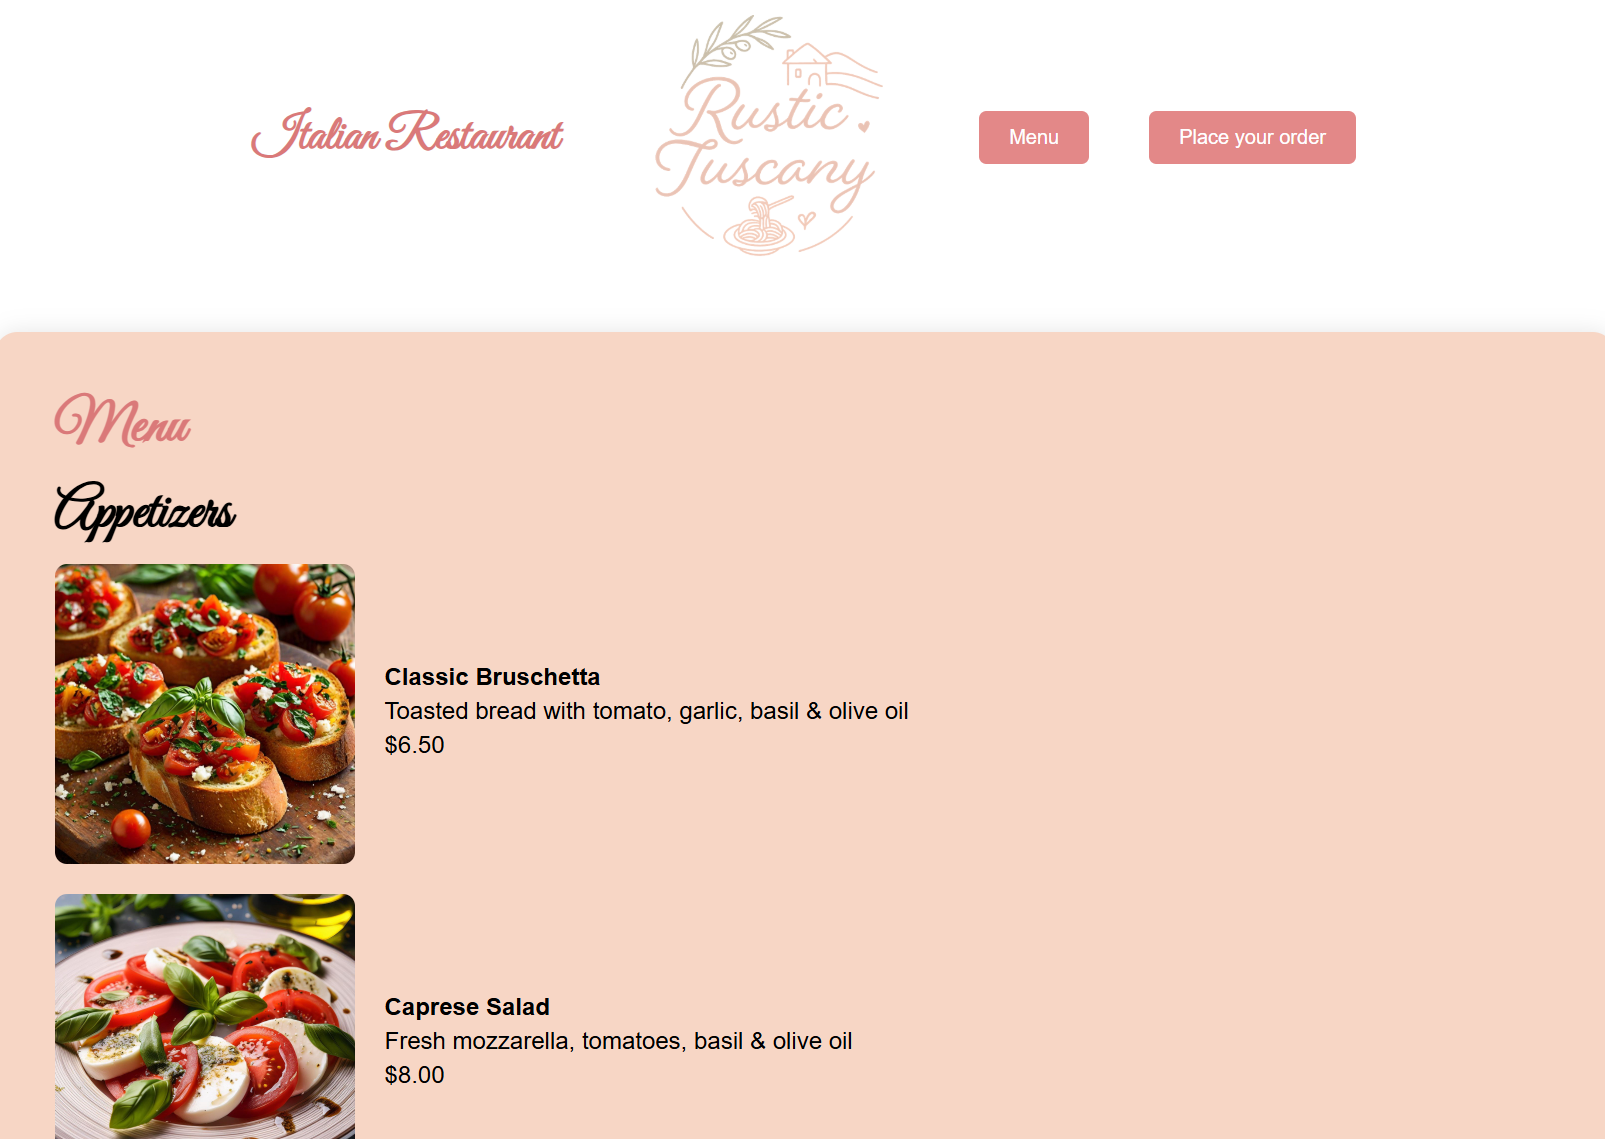 Italian Restaurant
Rustic
Tuscany
Menu
Place your order
Menu
Appetizers
Classic Bruschetta
Toasted bread with tomato, garlic, basil & olive oil
$6.50
Caprese Salad
Fresh mozzarella, tomatoes, basil & olive oil
$8.00